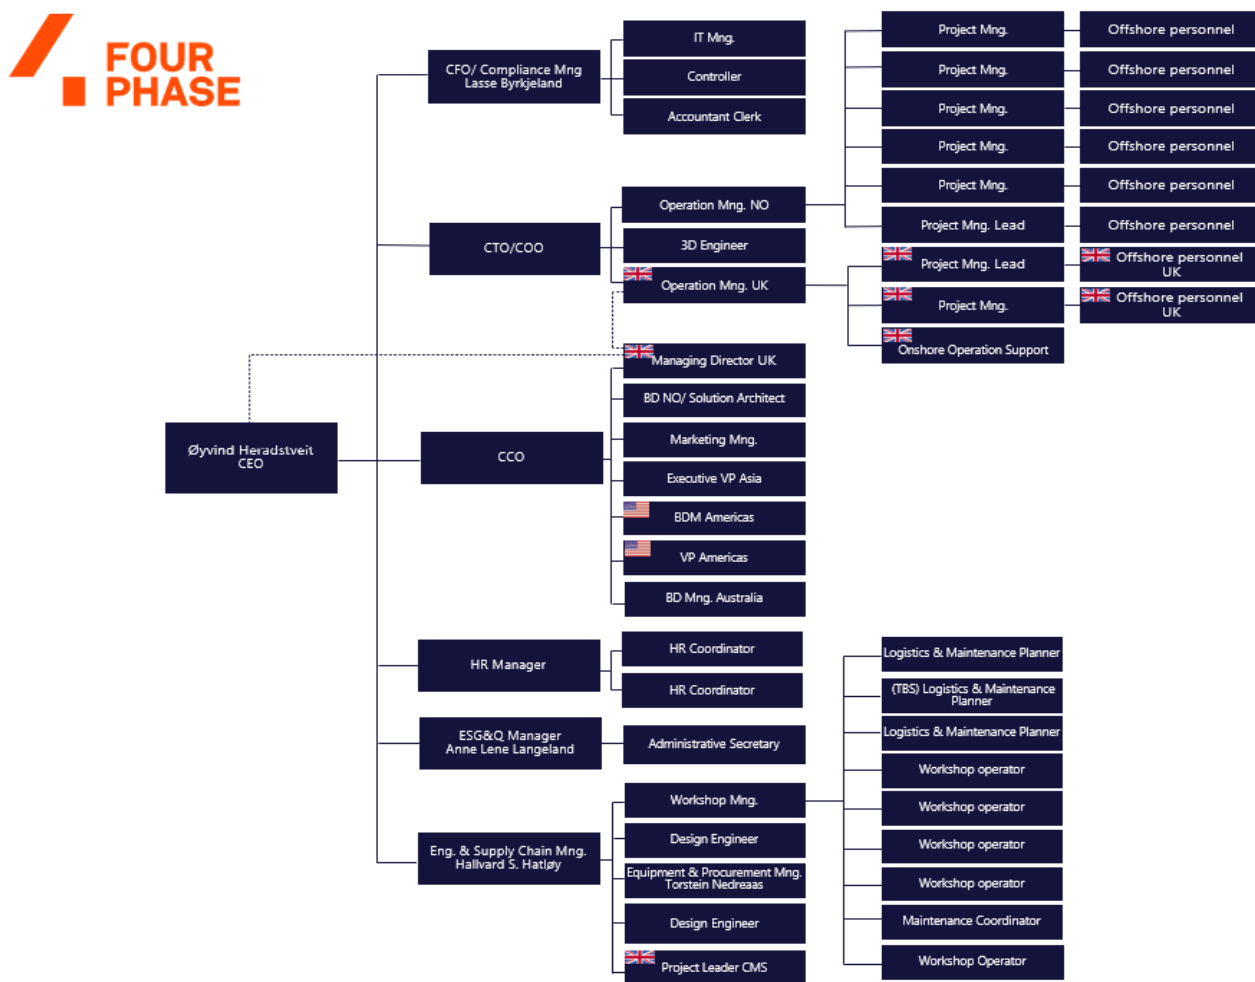 FOUR
PHASE
CFO/ Compliance Mng
Lasse Byrkjeland
IT Mng.
Controller
Accountant Clerk
CTO/COO
Operation Mng. NO
3D Engineer
Operation Mng. UK
Project Mng.
Offshore personnel
Project Mng.
Offshore personnel
Project Mng.
Offshore personnel
Project Mng.
Offshore personnel
Project Mng.
Offshore personnel
Project Mng. Lead
Offshore personnel
Project Mng. Lead
Offshore personnel
UK
Project Mng.
Offshore personnel
UK
Onshore Operation Support
Øyvind Heradstveit
CEO
CCO
Managing Director UK
BD NO/ Solution Architect
Marketing Mng.
Executive VP Asia
BDM Americas
VP Americas
BD Mng. Australia
HR Manager
HR Coordinator
HR Coordinator
ESG&Q Manager
Anne Lene Langeland
Administrative Secretary
Eng. & Supply Chain Mng.
Hallvard S. Hatløy
Workshop Mng.
Design Engineer
Equipment & Procurement Mng.
Torstein Nedreaas
Design Engineer
Project Leader CMS
Logistics & Maintenance Planner
(TBS) Logistics & Maintenance
Planner
Logistics & Maintenance Planner
Workshop operator
Workshop operator
Workshop operator
Workshop operator
Maintenance Coordinator
Workshop Operator